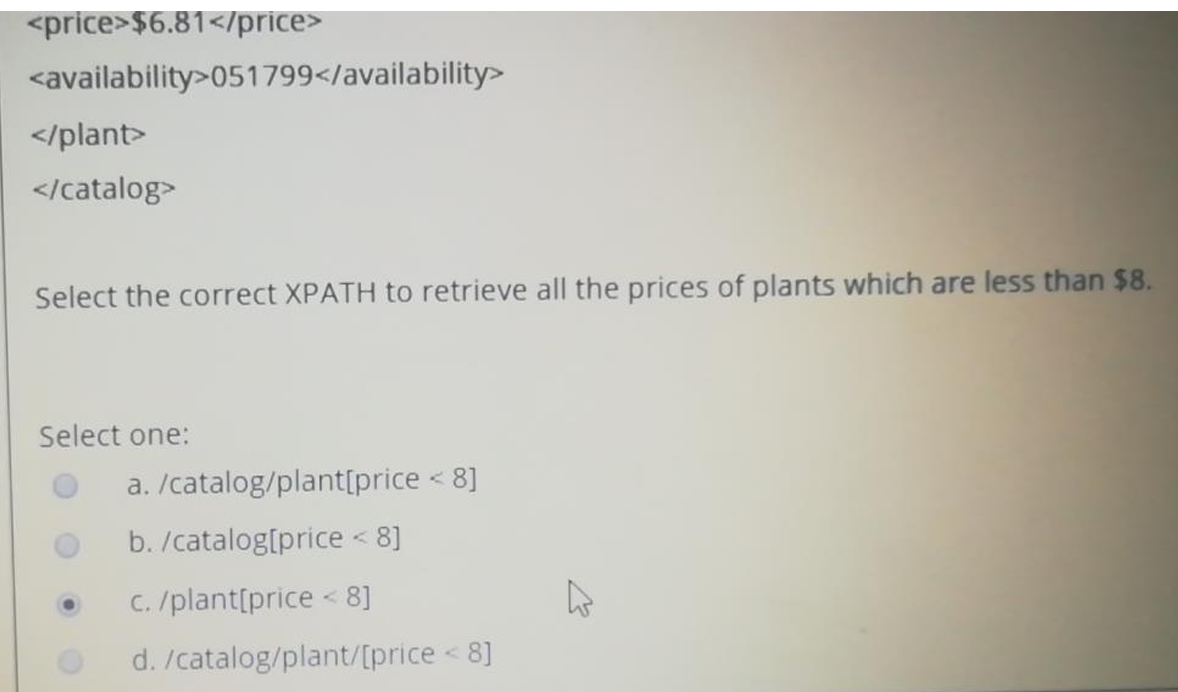 <price>$6.81</price>
<availability>051799</availability>
</plant>
</catalog>
Select the correct XPATH to retrieve all the prices of plants which are less than $8.
Select one:
a. /catalog/plant[price < 8]
b. /catalog[price < 8]
c. /plant[price < 8]
d. /catalog/plant/[price < 8]